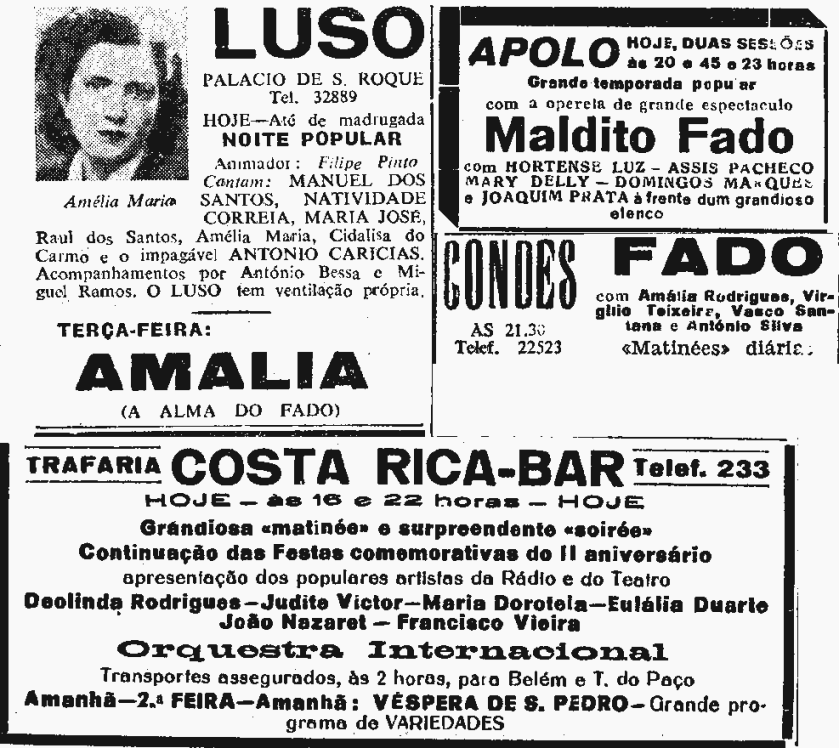 LUSO
PALACIO DE S. ROQUE
Tel. 32889
HOJE—Até de madrugada
NOITE POPULAR
Animador: Filipe Pinto
Cantam: MANUEL DOS
SANTOS, NATIVIDADE
CORREIA, MARIA JOSÉ,
Amélia Maria
Raul dos Santos, Amélia Maria, Cidalisa do
Carmo e o impagável ANTONIO CARICIAS.
Acompanhamentos por António Bessa e Mi-
guel Ramos. O LUSO tem ventilação própria.
TERÇA-FEIRA:
AMALIA
(A ALMA DO FADO)
APOLO HOJE, DUAS SESSÕES
às 20 e 45 e 23 horas
Grande temporada popular
com a opereta de grande espectaculo
Maldito Fado
com HORTENSE LUZ - ASSIS PACHECO
MARY DELLY - DOMINGOS MARQUES
e JOAQUIM PRATA à frente dum grandioso
elenco
CONDES
ÀS 21.30
Telef. 22523
FADO
com Amália Rodrigues, Vir-
gílio Teixeira, Vasco San-
tana e António Silva
«Matinées» diárias
TRAFARIA COSTA RICA-BAR Telef. 233
HOJE — às 16 e 22 horas — HOJE
Grandiosa «matinée» e surpreendente «soirée»
Continuação das Festas comemorativas do II aniversário
apresentação dos populares artistas da Rádio e do Teatro
Deolinda Rodrigues—Judite Victor—Maria Doroteia—Eulália Duarte
João Nazaret — Francisco Vieira
Orquestra Internacional
Transportes assegurados, às 2 horas, para Belém e T. do Paço
Amanhã—2.ª FEIRA—Amanhã: VÉSPERA DE S. PEDRO—Grande pro-
grama de VARIEDADES